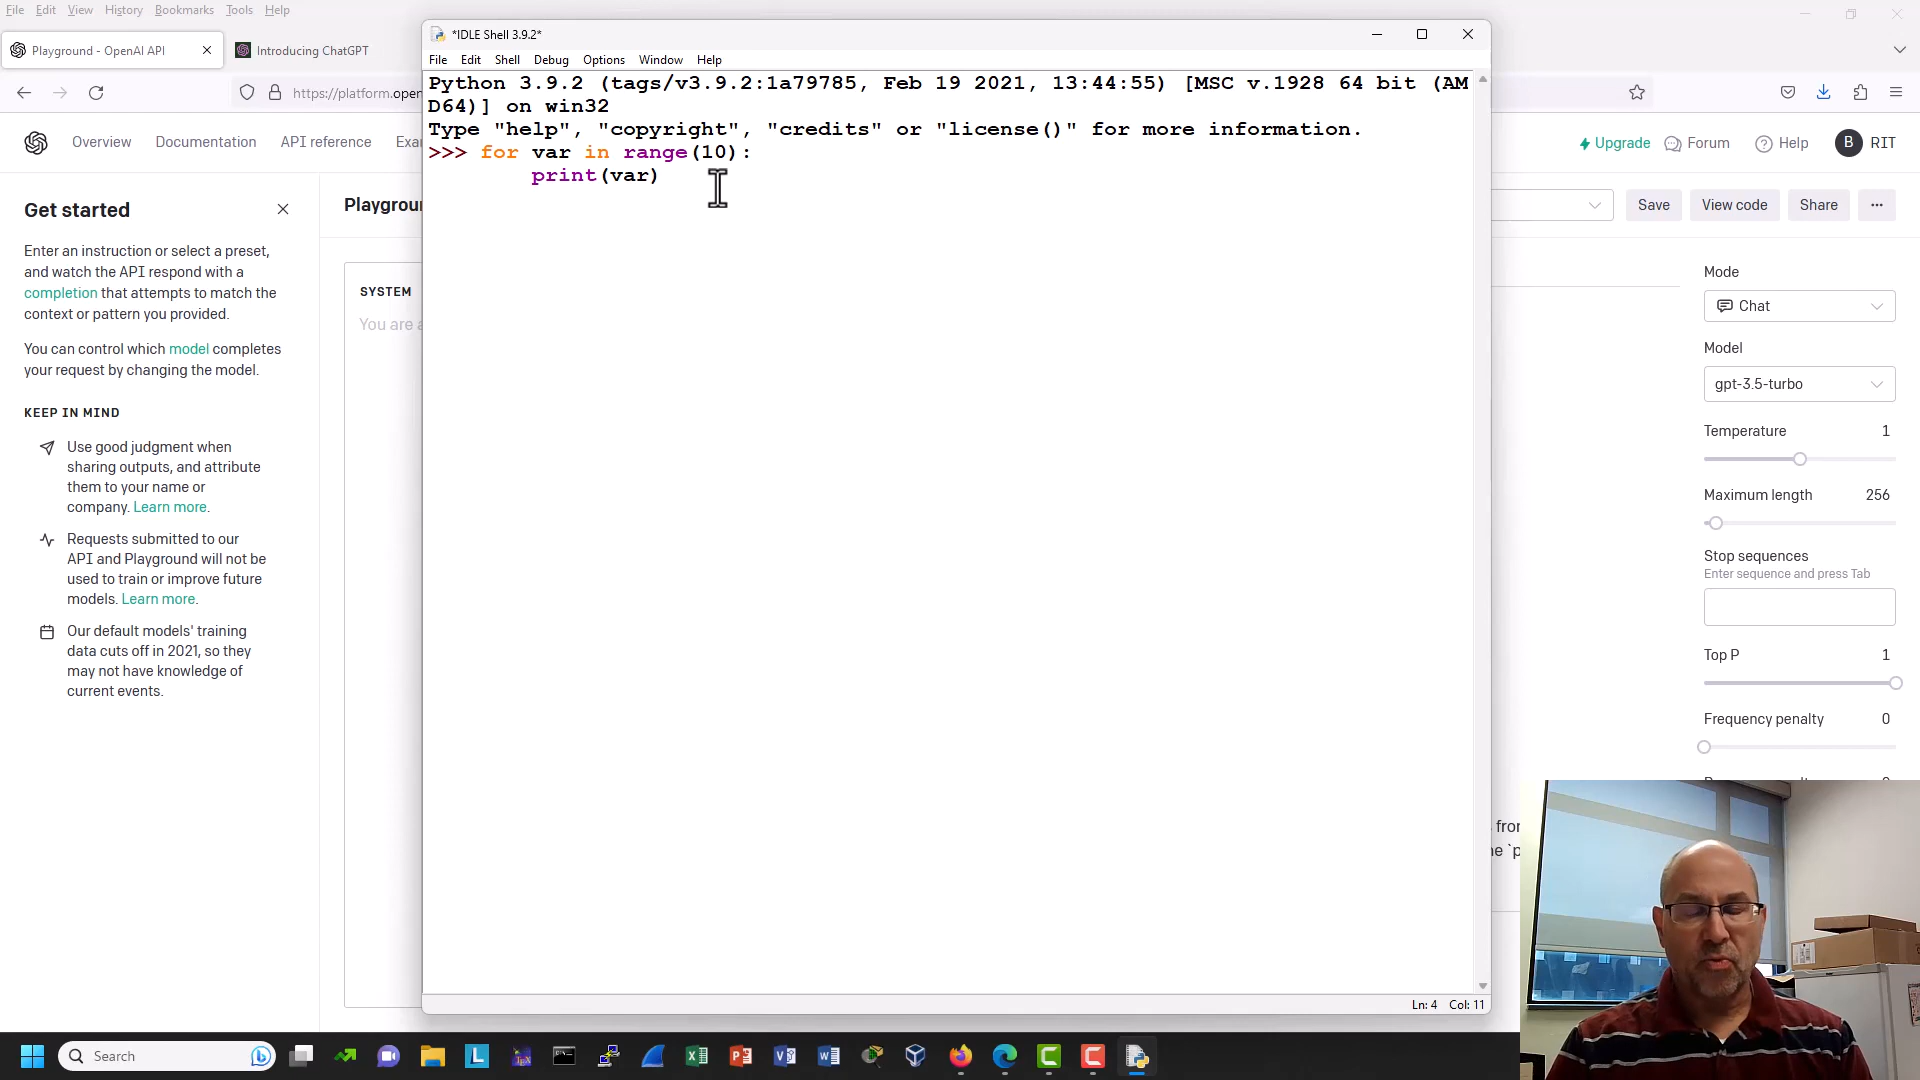 File Edit View History Bookmarks Tools Help
Playground - OpenAI API
Introducing ChatGPT
https://platform.open
Overview Documentation API reference Exa
Upgrade Forum Help B RIT
Get started
Enter an instruction or select a preset,
and watch the API respond with a
completion that attempts to match the
context or pattern you provided.
You can control which model completes
your request by changing the model.
KEEP IN MIND
Use good judgment when
sharing outputs, and attribute
them to your name or
company. Learn more.
Requests submitted to our
API and Playground will not be
used to train or improve future
models. Learn more.
Our default models' training
data cuts off in 2021, so they
may not have knowledge of
current events.
Playgrou
SYSTEM
You are a
*IDLE Shell 3.9.2*
File Edit Shell Debug Options Window Help
Python 3.9.2 (tags/v3.9.2:1a79785, Feb 19 2021, 13:44:55) [MSC v.1928 64 bit (AM
D64)] on win32
Type "help", "copyright", "credits" or "license()" for more information.
>>> for var in range(10):
print(var)
Ln: 4 Col: 11
Save View code Share ...
Mode
Chat
Model
gpt-3.5-turbo
Temperature 1
Maximum length 256
Stop sequences
Enter sequence and press Tab
Top P 1
Frequency penalty 0
s fror
he `p
Search